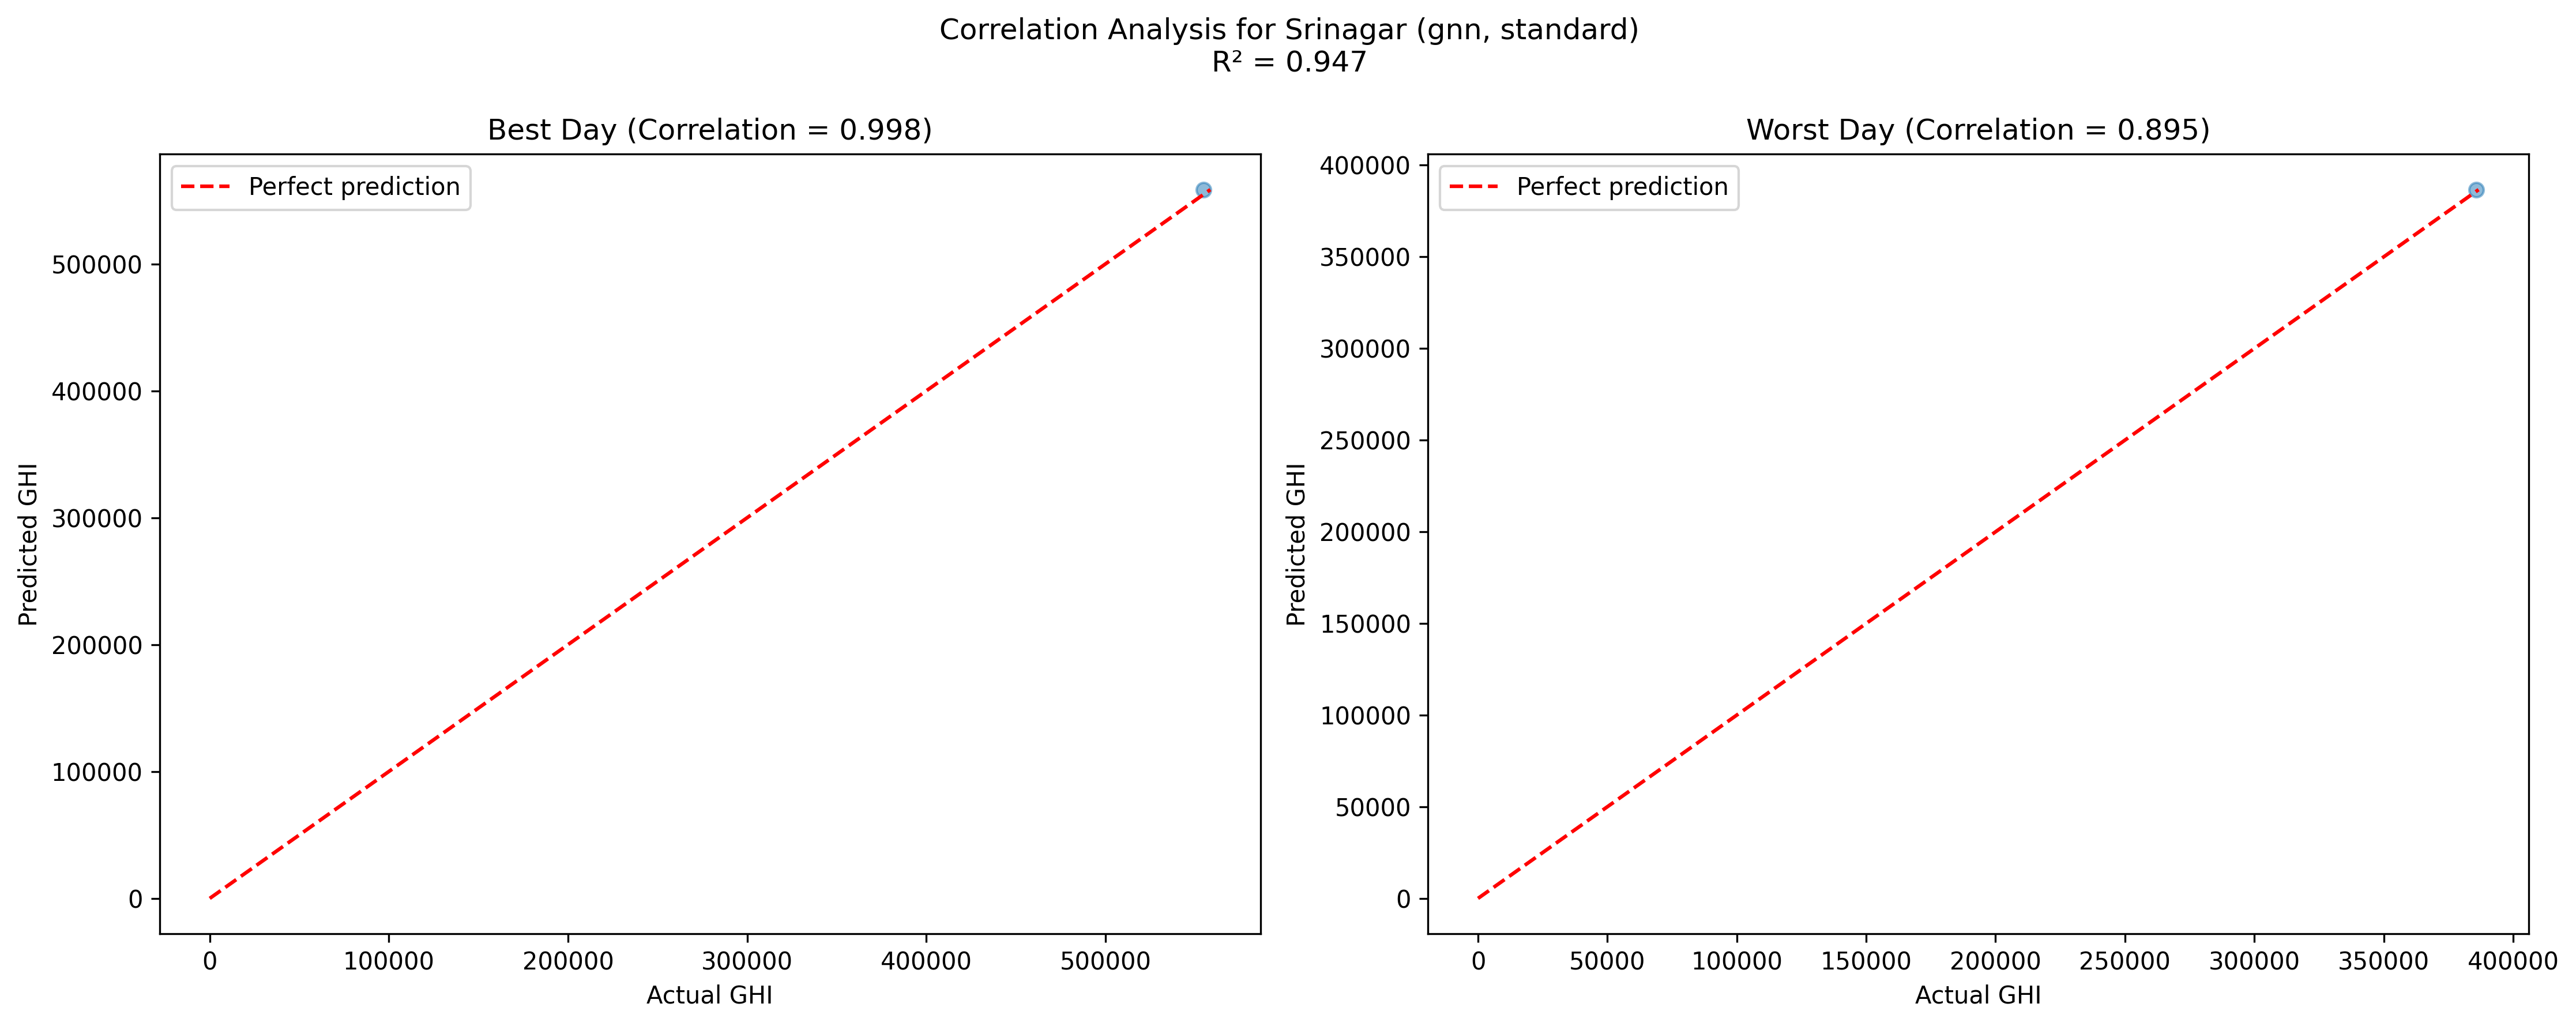 Correlation Analysis for Srinagar (gnn, standard)
R² = 0.947
Best Day (Correlation = 0.998)
Perfect prediction
Predicted GHI
500000
400000
300000
200000
100000
0
0 100000 200000 300000 400000 500000
Actual GHI
Worst Day (Correlation = 0.895)
Perfect prediction
Predicted GHI
400000
350000
300000
250000
200000
150000
100000
50000
0
0 50000 100000 150000 200000 250000 300000 350000 400000
Actual GHI